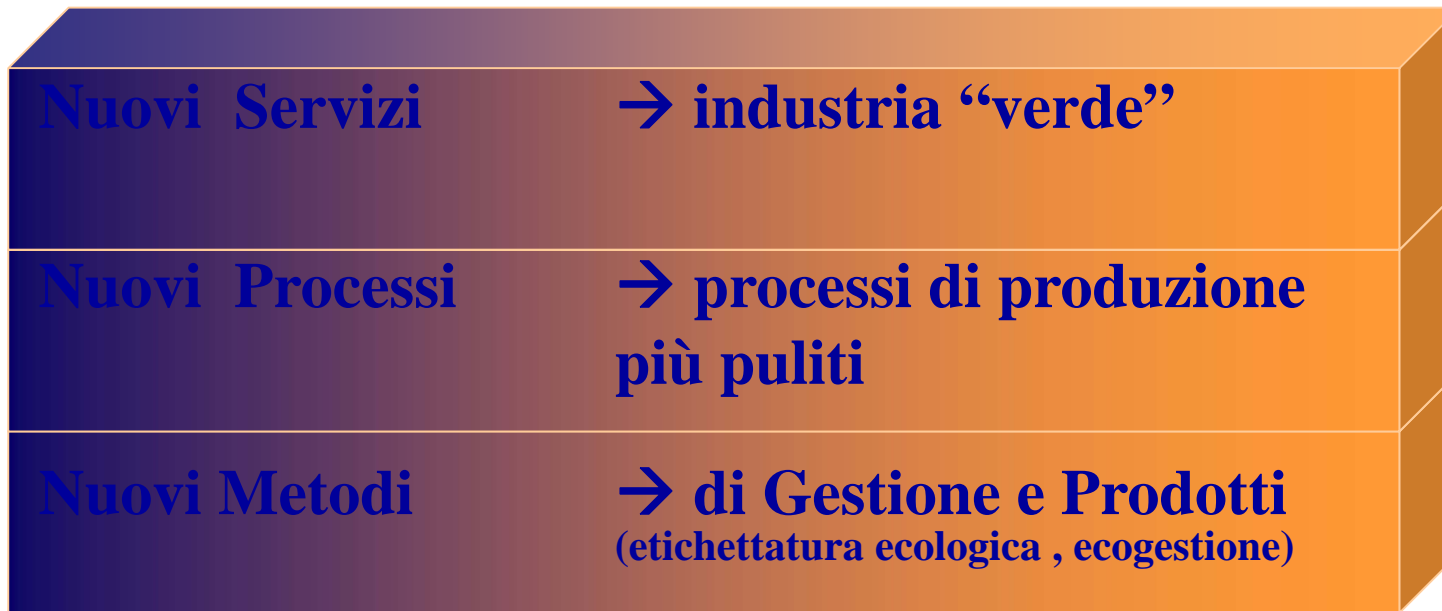 Nuovi Servizi → industria “verde”
Nuovi Processi → processi di produzione
più puliti
Nuovi Metodi → di Gestione e Prodotti
(etichettatura ecologica , ecogestione)